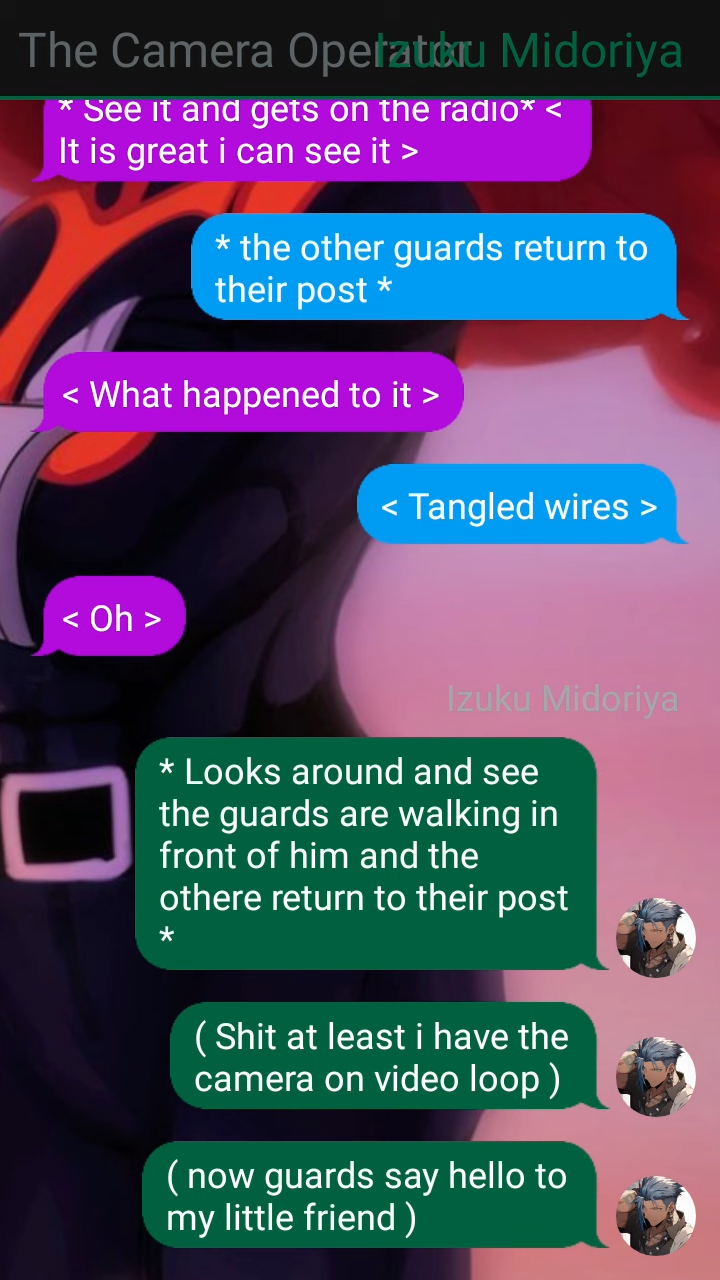 The Camera Operator Izuku Midoriya
* See it and gets on the radio* <
It is great i can see it >
* the other guards return to
their post *
< What happened to it >
< Tangled wires >
< Oh >
Izuku Midoriya
* Looks around and see
the guards are walking in
front of him and the
othere return to their post
*
( Shit at least i have the
camera on video loop )
( now guards say hello to
my little friend )